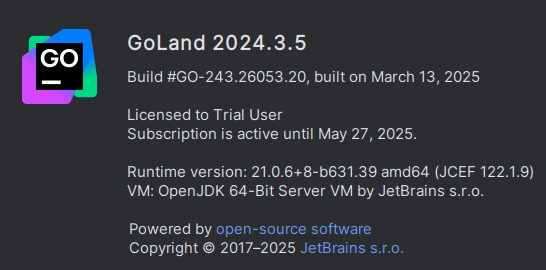 GO
GoLand 2024.3.5
Build #GO-243.26053.20, built on March 13, 2025
Licensed to Trial User
Subscription is active until May 27, 2025.
Runtime version: 21.0.6+8-b631.39 amd64 (JCEF 122.1.9)
VM: OpenJDK 64-Bit Server VM by JetBrains s.r.o.
Powered by open-source software
Copyright © 2017–2025 JetBrains s.r.o.